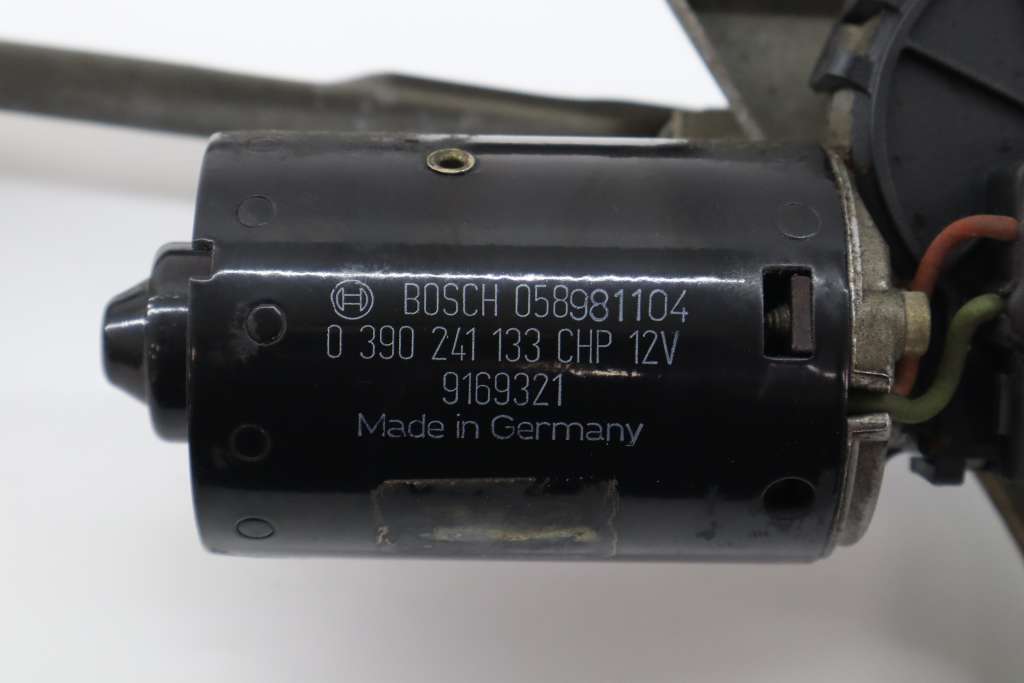 BOSCH 058981104
0 390 241 133 CHP 12V
9169321
Made in Germany